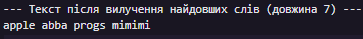 --- Текст після вилучення найдовших слів (довжина 7) ---
apple abba progs mimimi